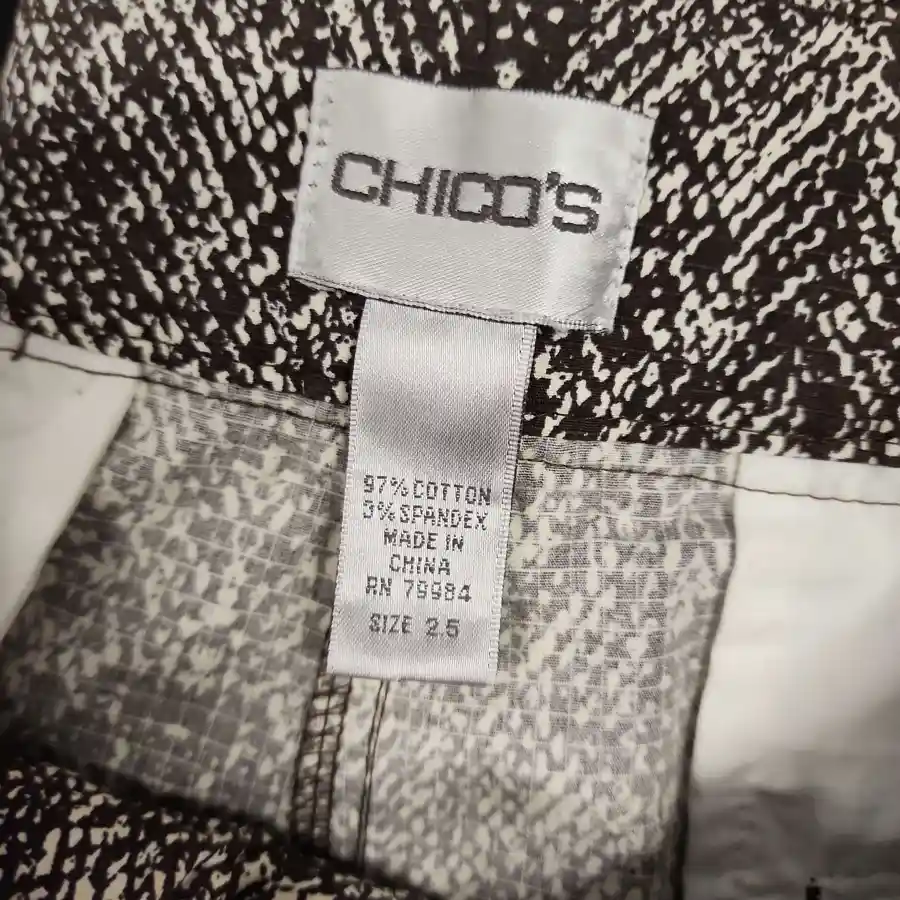 CHICO'S
97% COTTON
3% SPANDEX
MADE IN
CHINA
RN 79984
SIZE 2.5